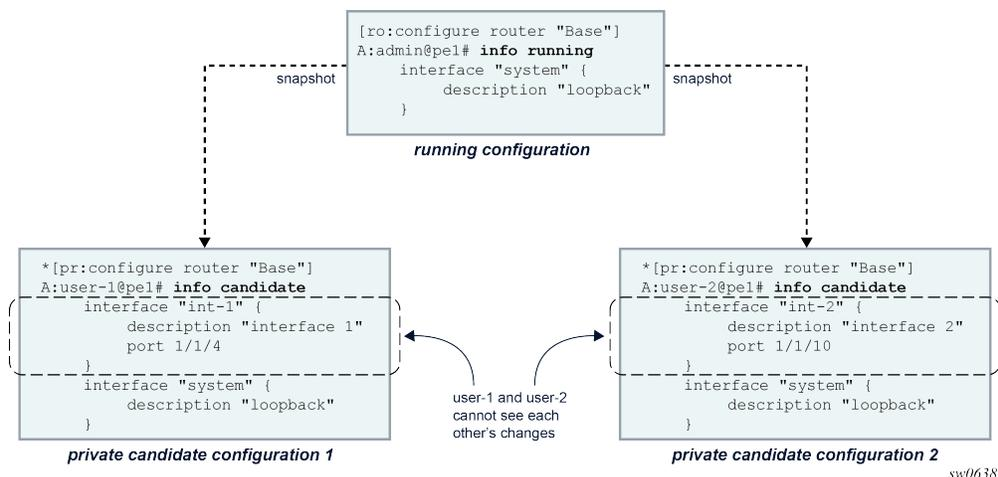 [ro:configure router "Base"]
A:admin@pe1# info running
interface "system" {
description "loopback"
}
snapshot
snapshot
running configuration
*[pr:configure router "Base"]
A:user-1@pe1# info candidate
interface "int-1" {
description "interface 1"
port 1/1/4
}
interface "system" {
description "loopback"
}
private candidate configuration 1
user-1 and user-2
cannot see each
other's changes
*[pr:configure router "Base"]
A:user-2@pe1# info candidate
interface "int-2" {
description "interface 2"
port 1/1/10
}
interface "system" {
description "loopback"
}
private candidate configuration 2
sw0638